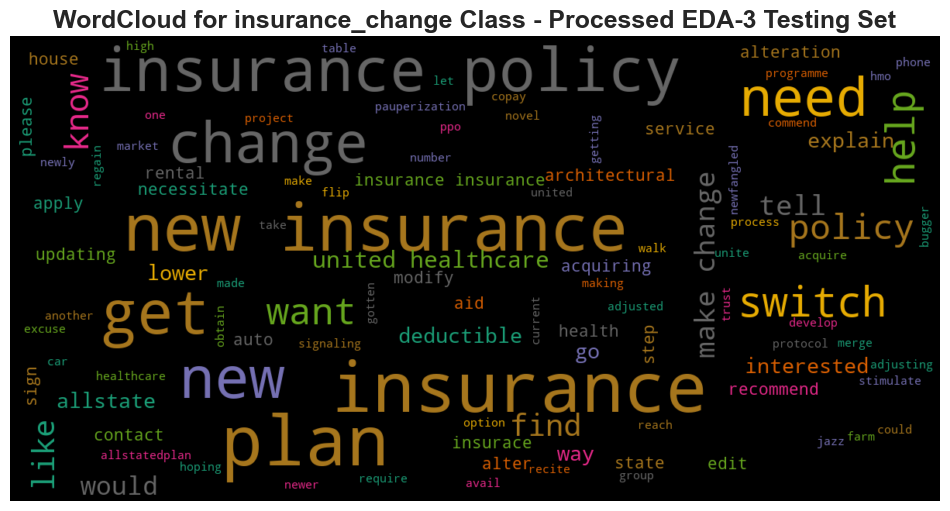 WordCloud for insurance_change Class - Processed EDA-3 Testing Set
high
table
house
insurance policy
let
alteration
programme
hmo
phone
need
help
know
please
pauperization
copay
novel
one
project
ppo
commend
change
service
explain
market
number
getting
newly
regain
rental
necessitate
make
flip
insurance insurance
architectural
united
newfangled
tell
apply
new insurance
take
policy
process
bugger
make change
updating
united healthcare
walk
unite
acquire
lower
modify
acquiring
made
making
get
want
another
excuse
obtain
gotten
aid
current
adjusted
trust
switch
develop
auto
signaling
deductible
health
step
protocol
merge
go
car
healthcare
new
insurance
interested
adjusting
sign
allstate
recommend
stimulate
plan
option
find
reach
like
contact
insurace
jazz
farm
could
allstatedplan
hoping
way
alter
recite
state
group
edit
would
newer
require
avail